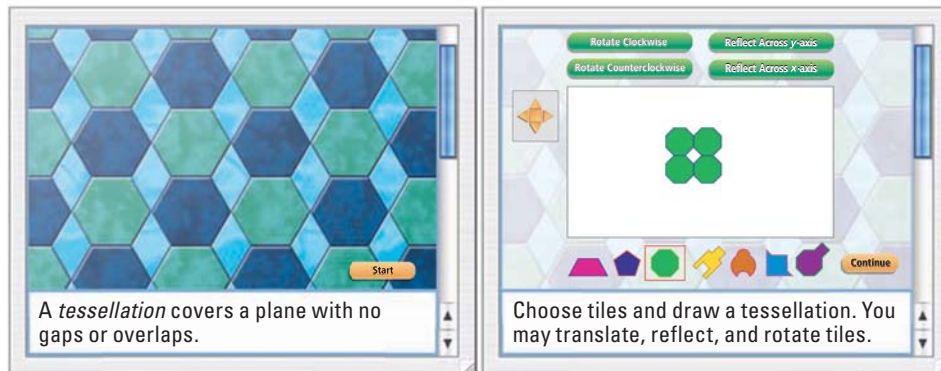 Start
A tessellation covers a plane with no
gaps or overlaps.
Rotate Clockwise
Reflect Across y-axis
Rotate Counterclockwise
Reflect Across x-axis
Continue
Choose tiles and draw a tessellation. You
may translate, reflect, and rotate tiles.